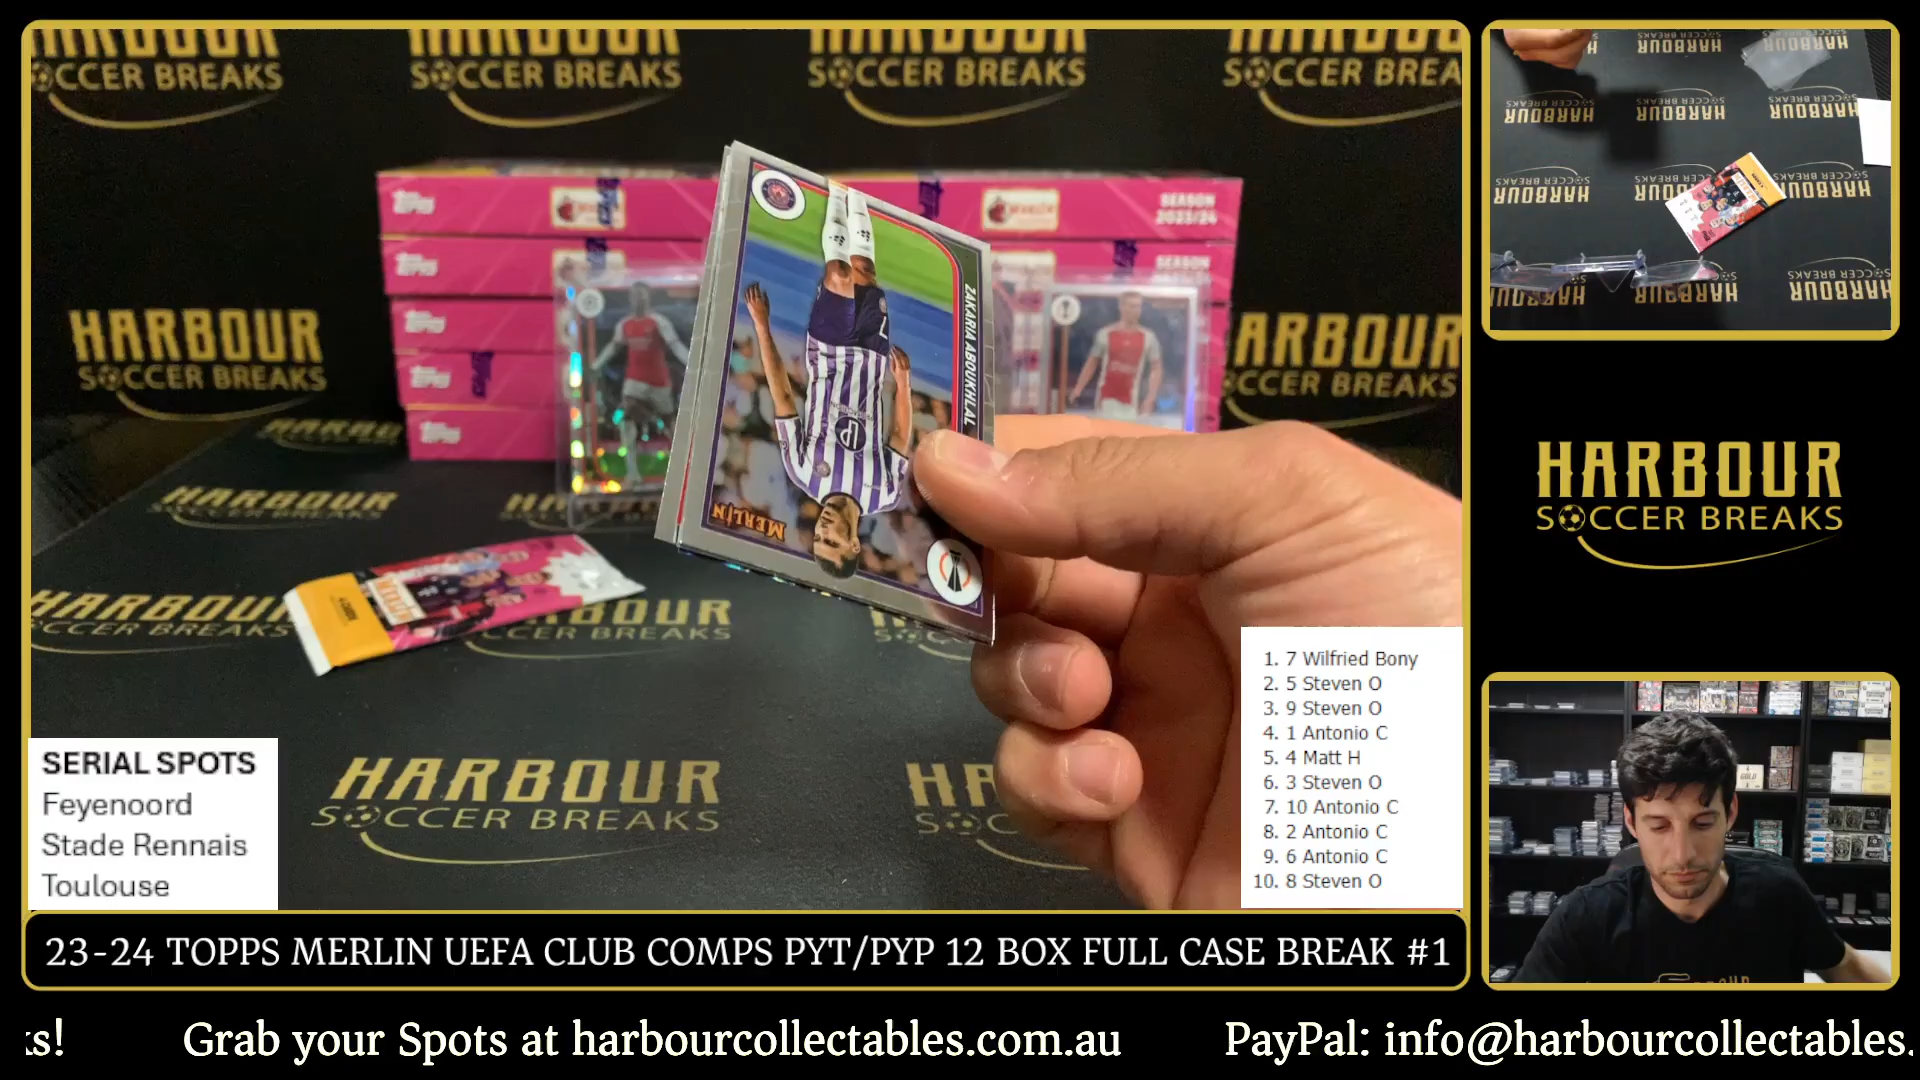 HARBOUR
SOCCER BREAKS
TOPPS
SEASON
2023/24
ZAKARIA ABOUKHLAL
MERLIN
LP
HARBOUR
SOCCER BREAKS
SERIAL SPOTS
Feyenoord
Stade Rennais
Toulouse
1. 7 Wilfried Bony
2. 5 Steven O
3. 9 Steven O
4. 1 Antonio C
5. 4 Matt H
6. 3 Steven O
7. 10 Antonio C
8. 2 Antonio C
9. 6 Antonio C
10. 8 Steven O
HARBOUR
SOCCER BREAKS
23-24 TOPPS MERLIN UEFA CLUB COMPS PYT/PYP 12 BOX FULL CASE BREAK #1
ks! Grab your Spots at harbourcollectables.com.au PayPal: info@harbourcollectables.